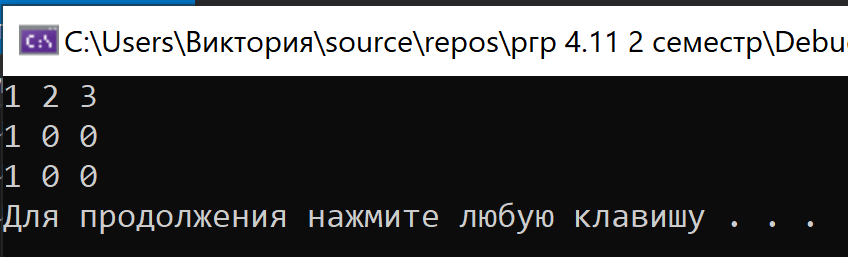 C:\Users\Виктория\source\repos\ргр 4.11 2 семестр\Debu
1 2 3
1 0 0
1 0 0
Для продолжения нажмите любую клавишу . . .